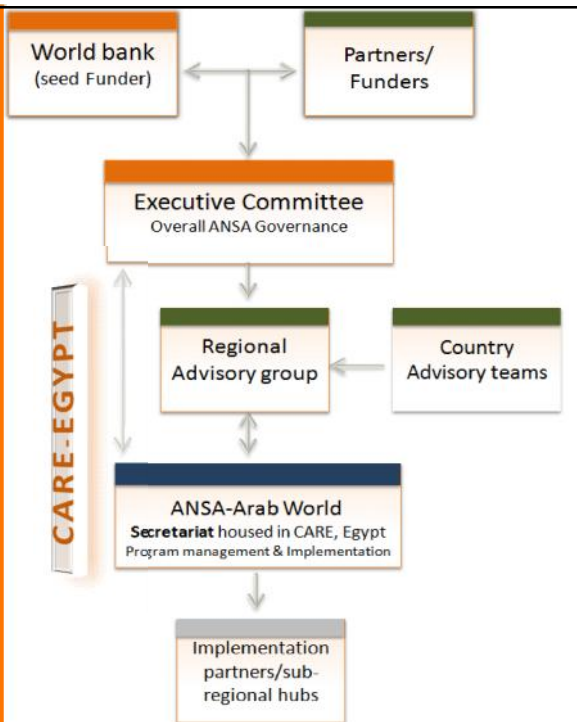 World bank
(seed Funder)
Partners/
Funders
Executive Committee
Overall ANSA Governance
CARE-EGYPT
Regional
Advisory group
Country
Advisory teams
ANSA-Arab World
Secretariat housed in CARE, Egypt
Program management & Implementation
Implementation
partners/sub-
regional hubs